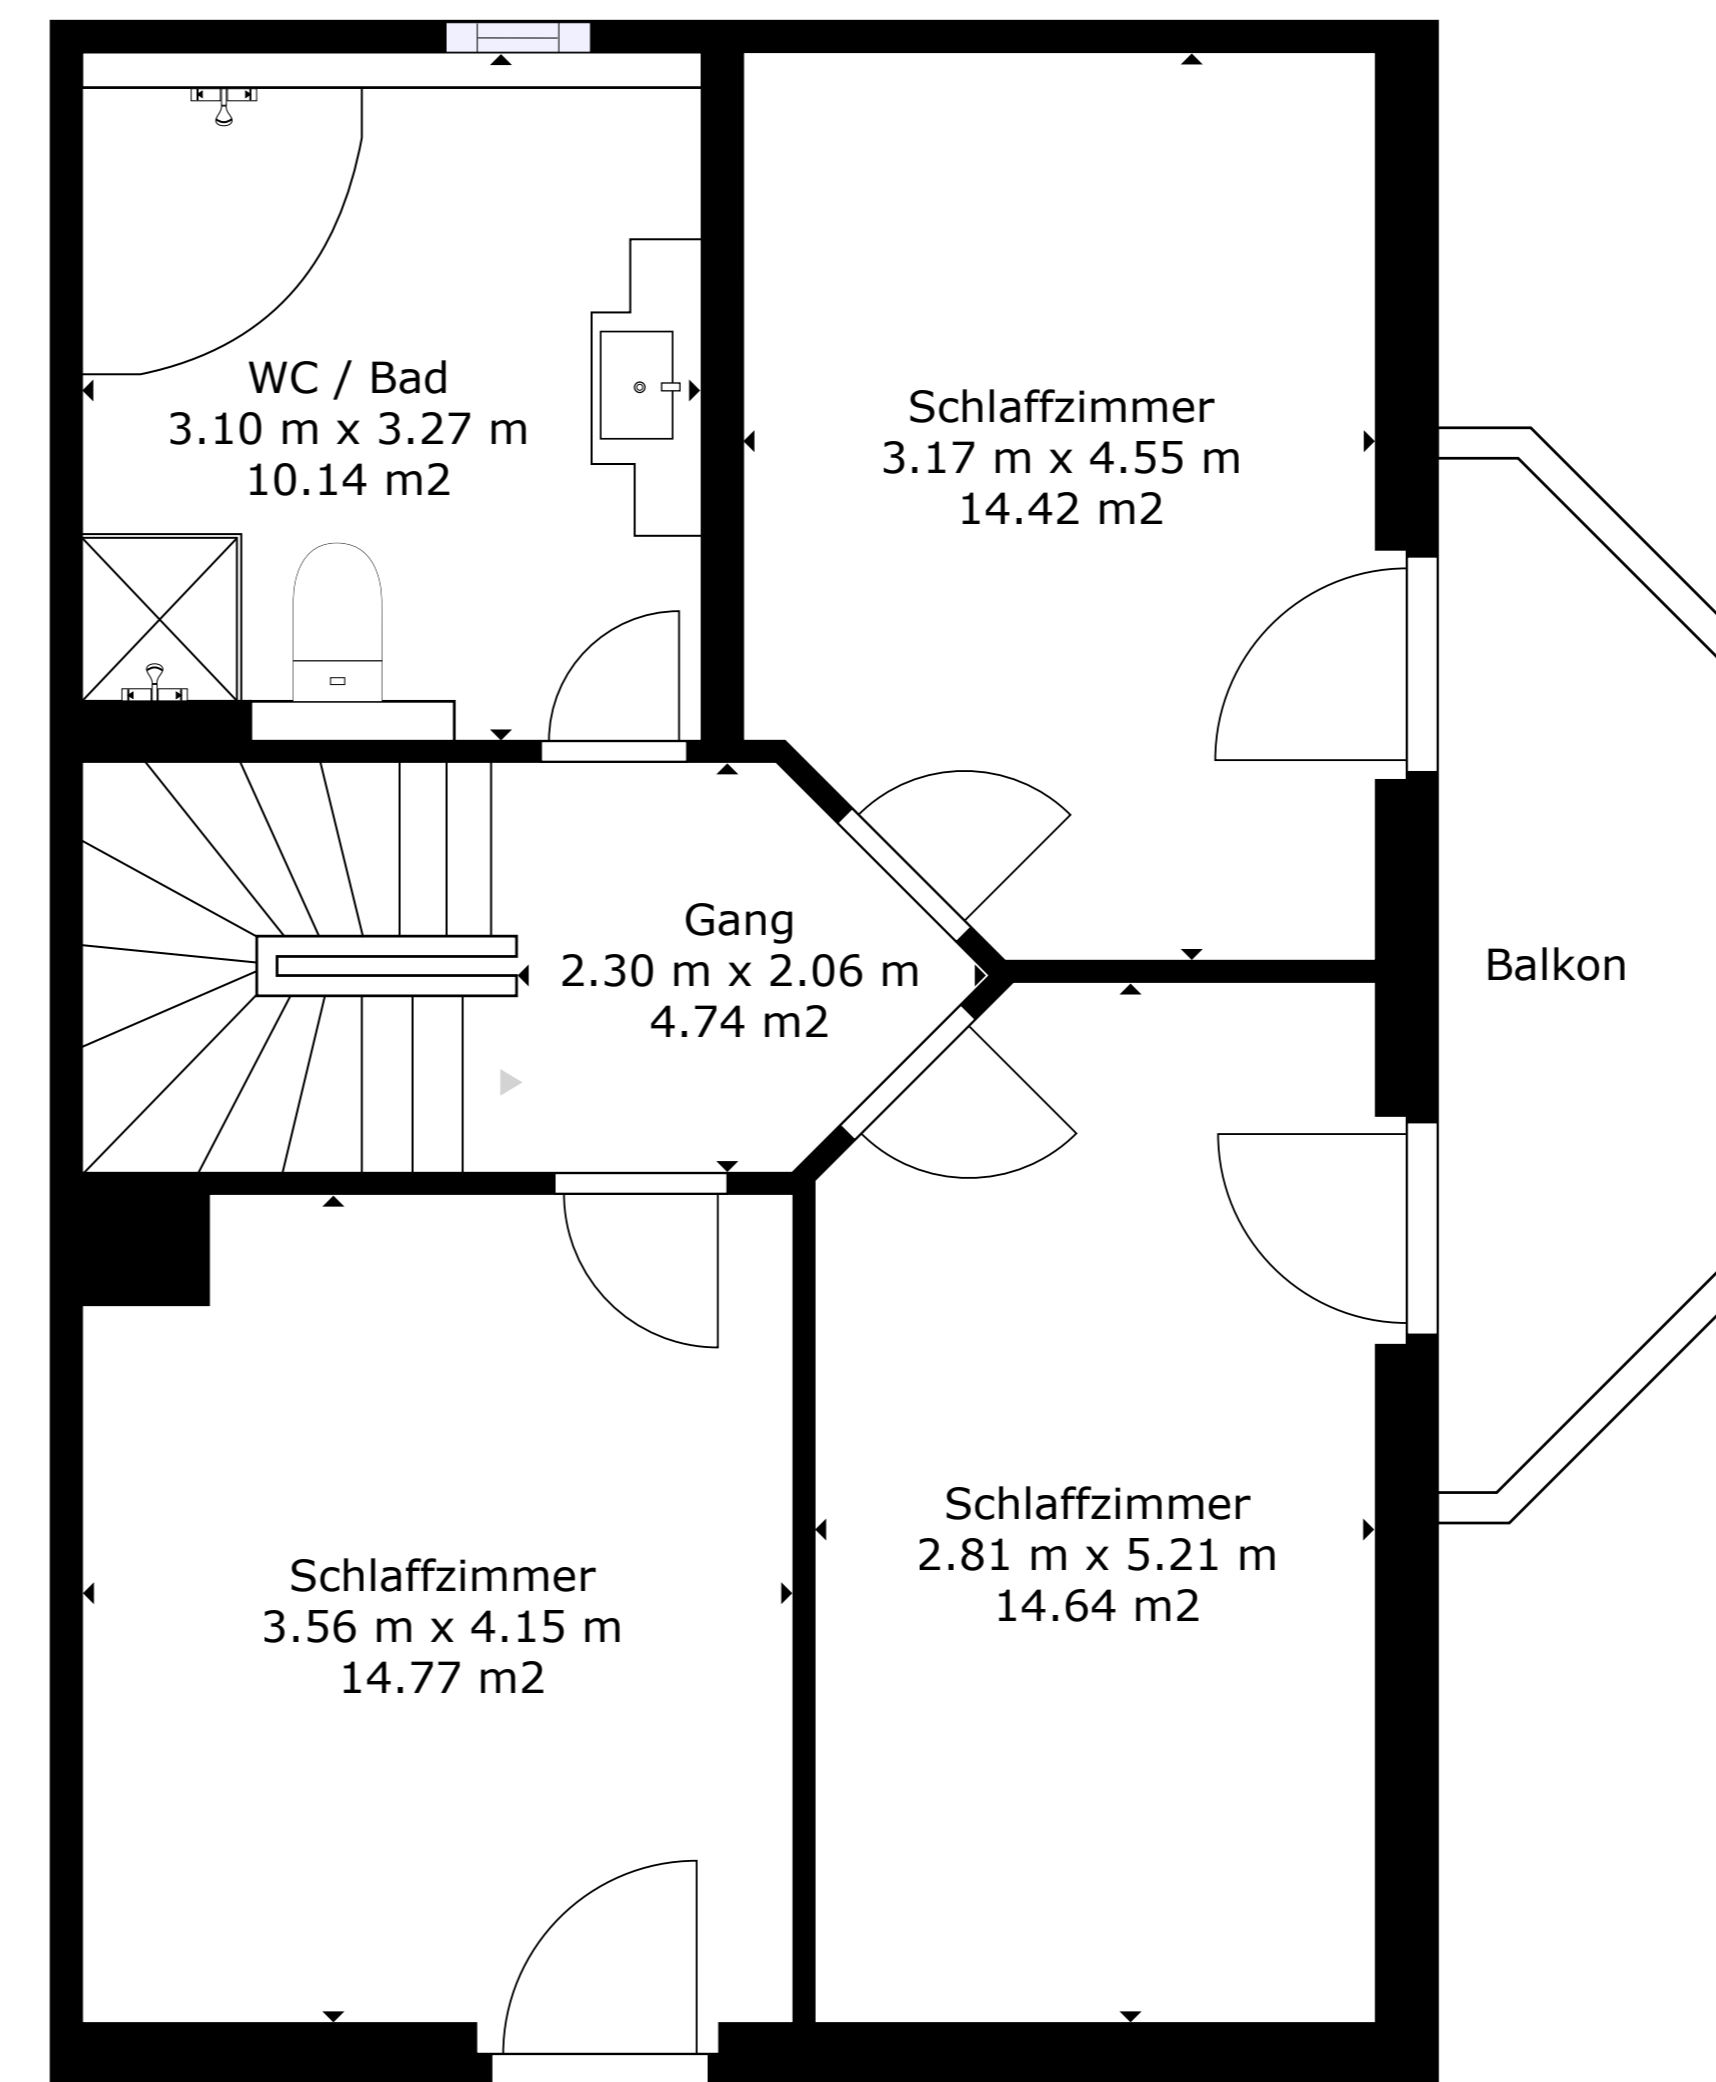 WC / Bad
3.10 m x 3.27 m
10.14 m2
Schlaffzimmer
3.17 m x 4.55 m
14.42 m2
Gang
2.30 m x 2.06 m
4.74 m2
Balkon
Schlaffzimmer
2.81 m x 5.21 m
14.64 m2
Schlaffzimmer
3.56 m x 4.15 m
14.77 m2